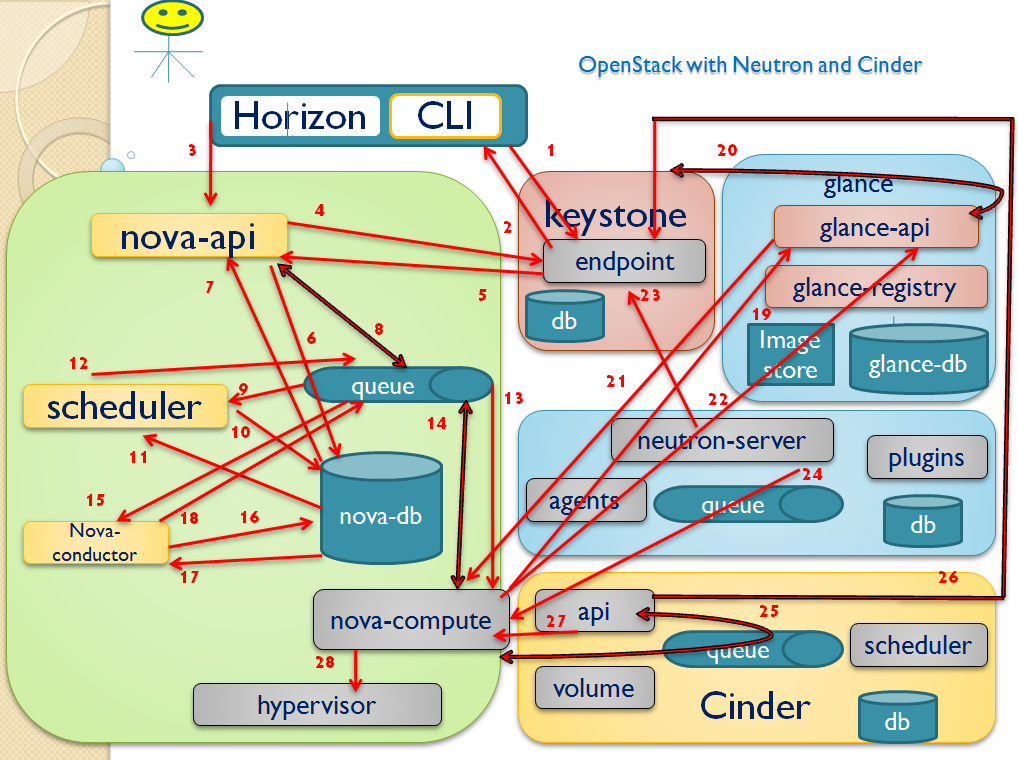 OpenStack with Neutron and Cinder
Horizon
CLI
3
1
20
glance
4
keystone
glance-api
2
nova-api
endpoint
7
5
23
glance-registry
db
19
8
6
Image
store
glance-db
12
queue
9
21
22
13
scheduler
14
10
neutron-server
11
plugins
24
15
agents
queue
nova-db
db
18
16
Nova-
conductor
17
26
api
25
27
nova-compute
queue
scheduler
28
volume
hypervisor
Cinder
db